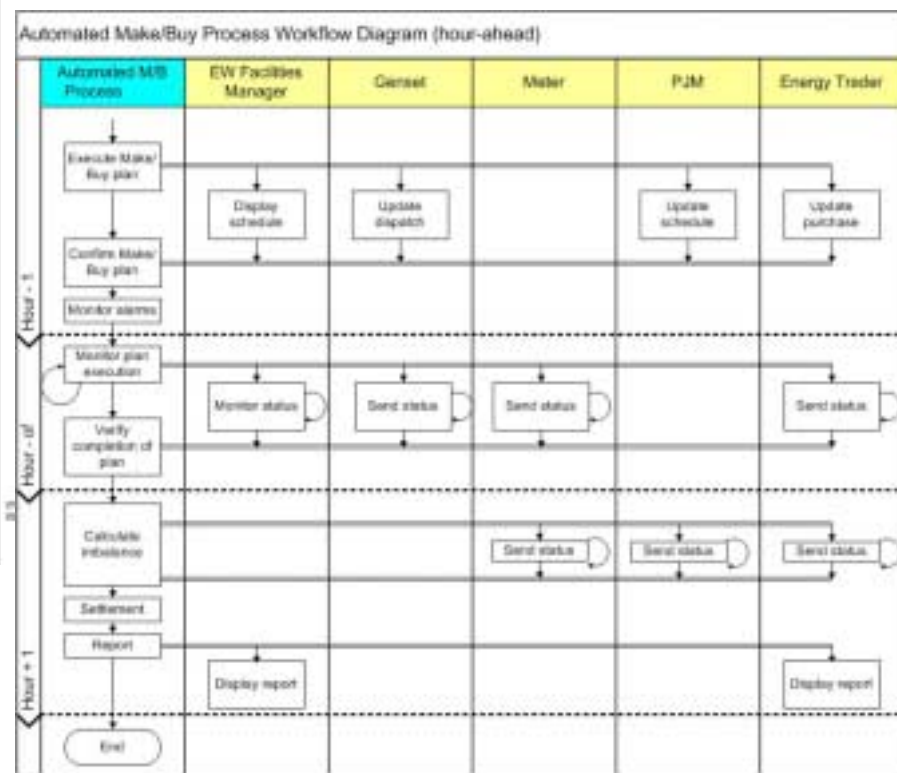 Automated Make/Buy Process Workflow Diagram (hour-ahead)
Automated M/B
Process
EW Facilities
Manager
Genset
Meter
PJM
Energy Trader
Hour - 1
Execute Make/
Buy plan
Display
schedule
Update
dispatch
Update
schedule
Update
purchase
Confirm Make/
Buy plan
Monitor alarms
Hour - of
Monitor plan
execution
Monitor status
Send status
Send status
Send status
Verify
completion of
plan
Hour + 1
Calculate
imbalance
Send status
Send status
Send status
Settlement
Report
Display report
Display report
End